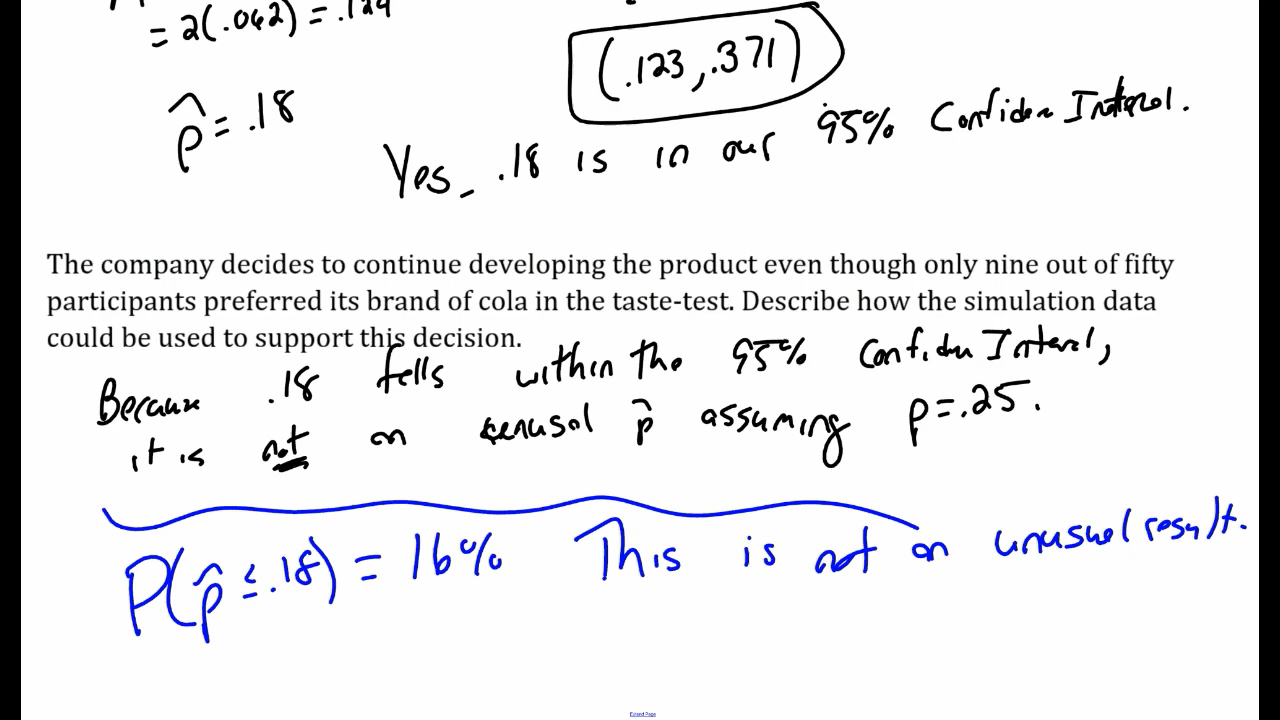 = 2(.062) = .124
(.123, .371)
p̂ = .18
Yes, .18 is in our 95% Confiden Interval.
The company decides to continue developing the product even though only nine out of fifty
participants preferred its brand of cola in the taste-test. Describe how the simulation data
could be used to support this decision.
Because .18 falls within the 95% Confiden Interval,
it is not an unusual p̂ assuming p=.25.
P(p̂ ≤ .18) = 16% This is not an unusual result.
Extend Page